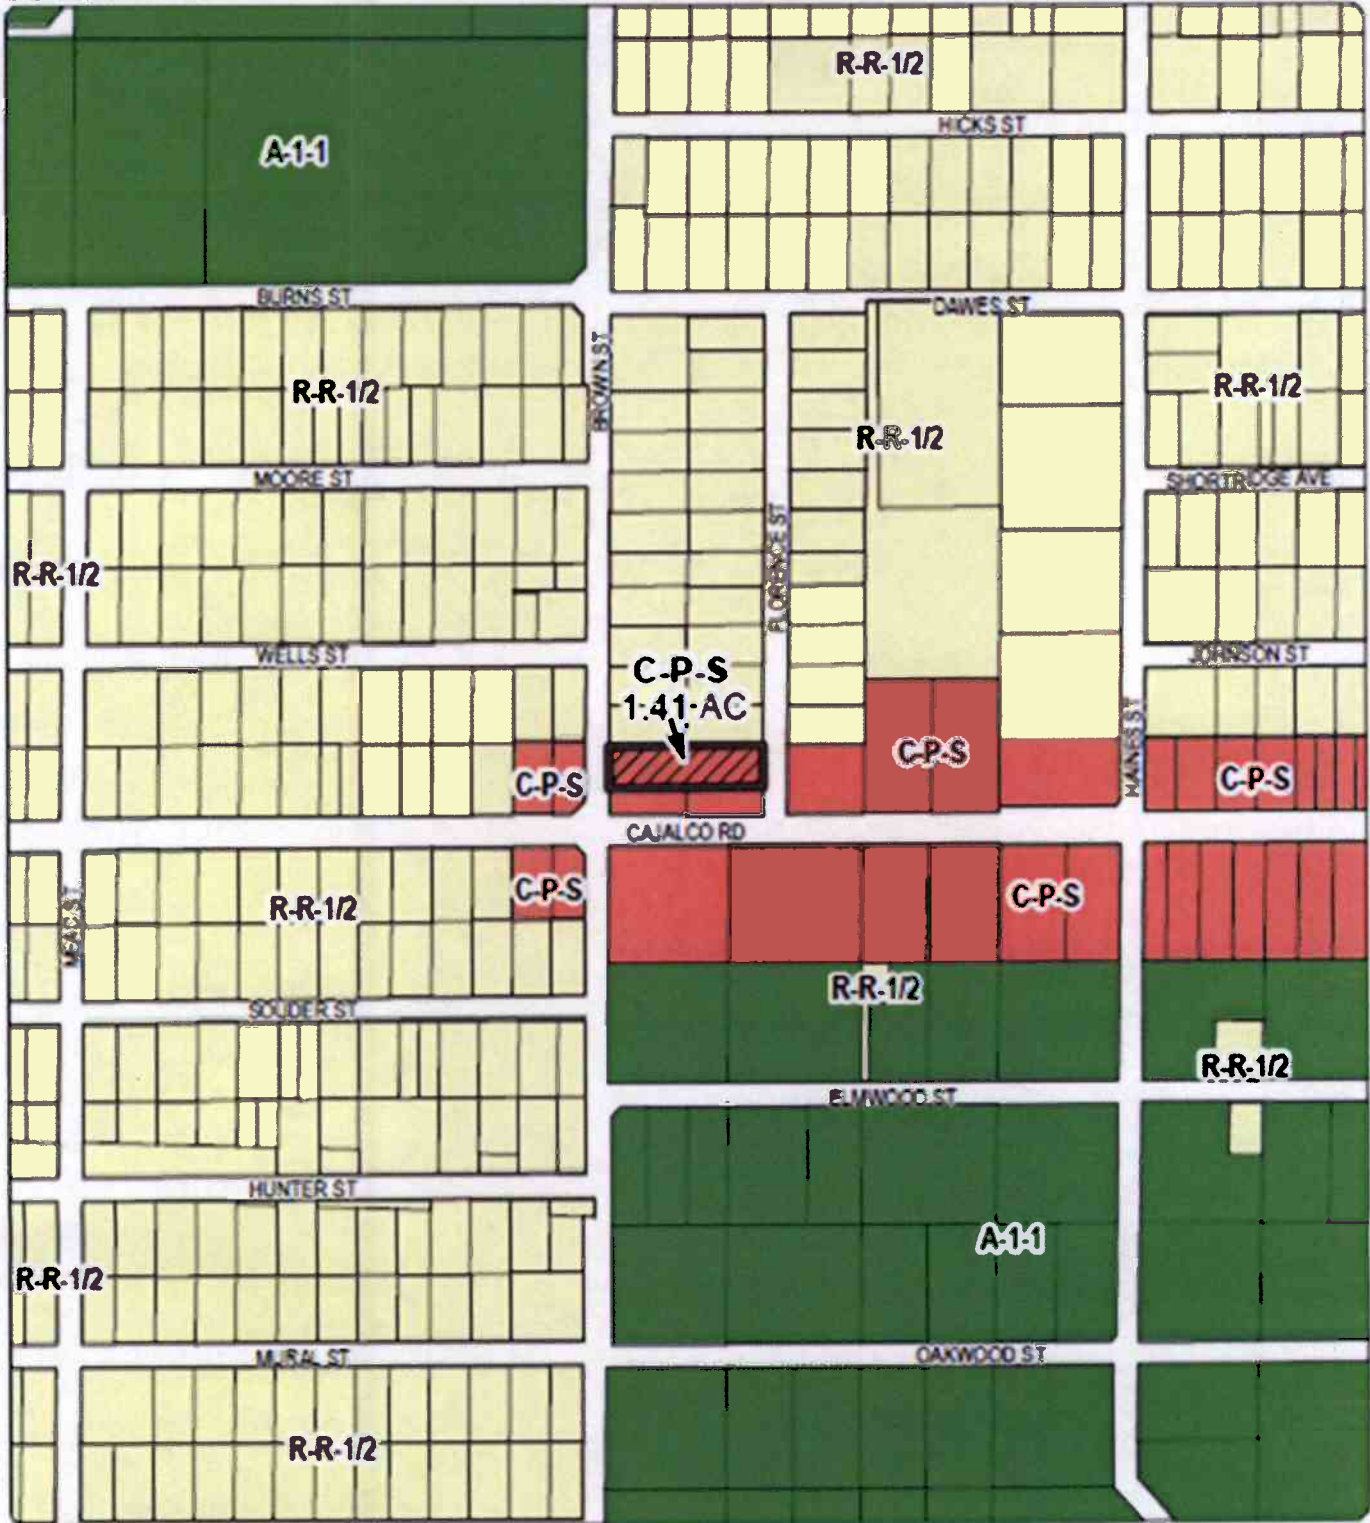 R-R-1/2
HICKS ST
A-1-1
BURNS ST
DAWES ST
BROWN ST
R-R-1/2
R-R-1/2
R-R-1/2
MOORE ST
SHORTRIDGE AVE
FLORENCE ST
R-R-1/2
WELLS ST
JOHNSON ST
C-P-S
1.41 AC
HAINES ST
C-P-S
C-P-S
C-P-S
CAJALCO RD
C-P-S
C-P-S
R-R-1/2
R-R-1/2
SOUDER ST
R-R-1/2
ELMWOOD ST
HUNTER ST
A-1-1
R-R-1/2
MURAL ST
OAKWOOD ST
R-R-1/2